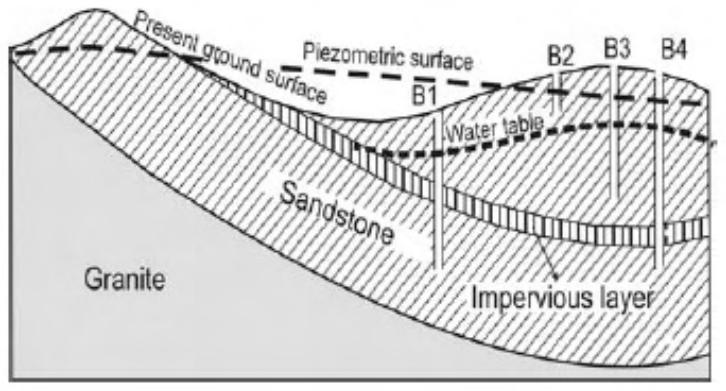 Present ground surface
Piezometric surface
B1
B2
B3
B4
Water table
Sandstone
Granite
Impervious layer